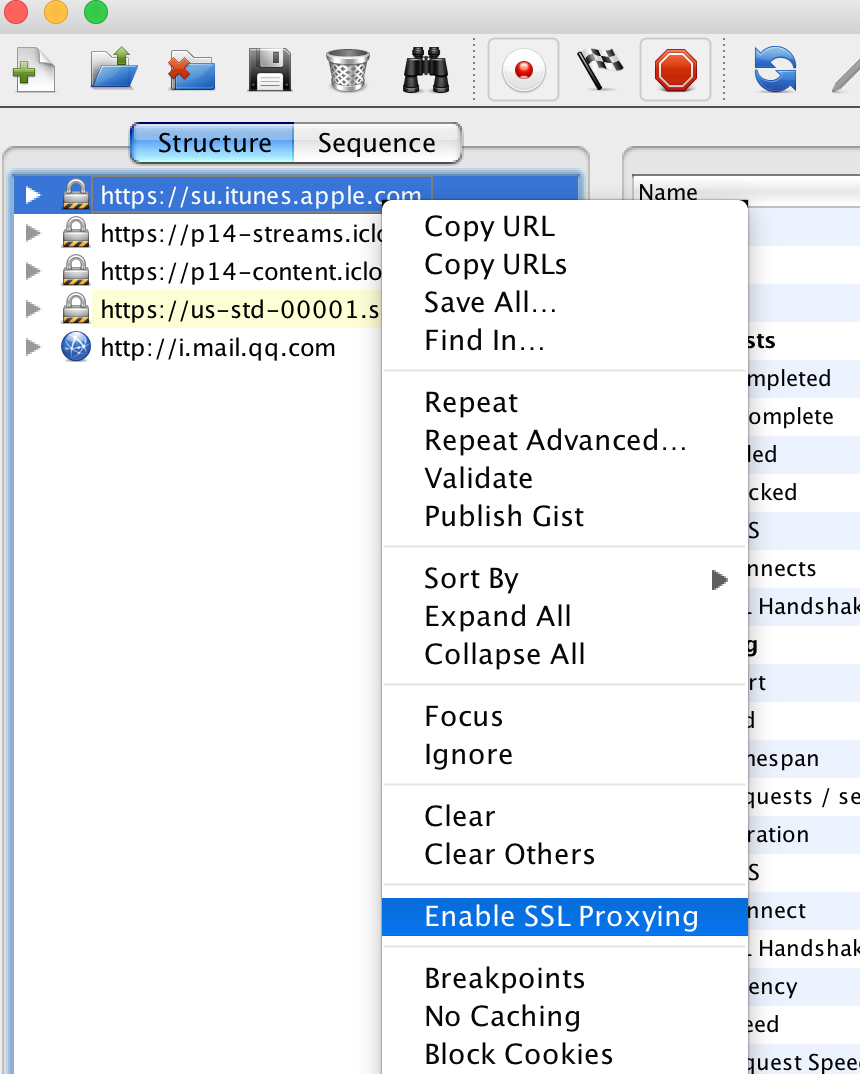 Structure
Sequence
https://su.itunes.apple.com
https://p14-streams.iclo
https://p14-content.iclo
https://us-std-00001.s
http://i.mail.qq.com
Copy URL
Copy URLs
Save All…
Find In…
Repeat
Repeat Advanced…
Validate
Publish Gist
Sort By
Expand All
Collapse All
Focus
Ignore
Clear
Clear Others
Enable SSL Proxying
Breakpoints
No Caching
Block Cookies
Name
sts
mpleted
omplete
led
cked
S
nnects
Handshak
g
rt
d
nespan
quests / se
ration
S
nnect
Handshak
ency
eed
quest Spee